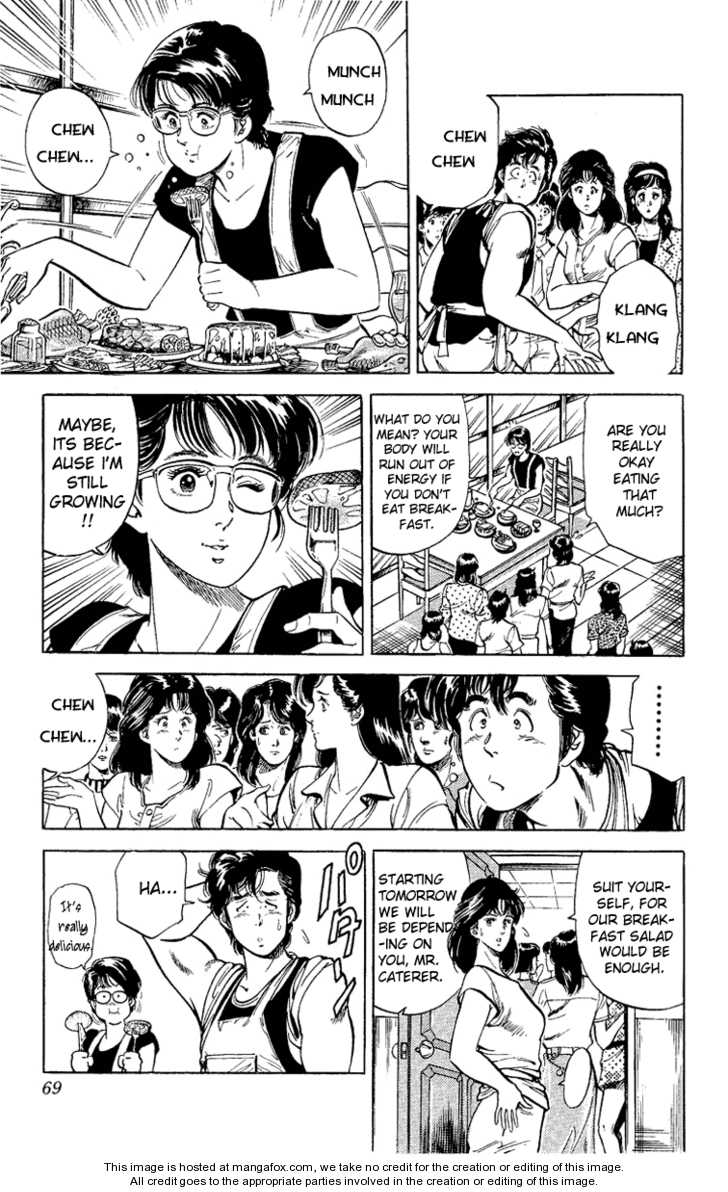 CHEW
CHEW
KLANG
KLANG
MUNCH
MUNCH
CHEW
CHEW...
ARE YOU
REALLY
OKAY
EATING
THAT
MUCH?
WHAT DO YOU
MEAN? YOUR
BODY WILL
RUN OUT OF
ENERGY IF
YOU DON'T
EAT BREAK-
FAST.
MAYBE,
ITS BEC-
AUSE I'M
STILL
GROWING
!!
CHEW
CHEW...
SUIT YOUR-
SELF, FOR
OUR BREAK-
FAST SALAD
WOULD BE
ENOUGH.
STARTING
TOMORROW
WE WILL
BE DEPEND
-ING ON
YOU, MR.
CATERER.
パタン
HA...
It's
really
delicious.
69
This image is hosted at mangafox.com, we take no credit for the creation or editing of this image.
All credit goes to the appropriate parties involved in the creation or editing of this image.